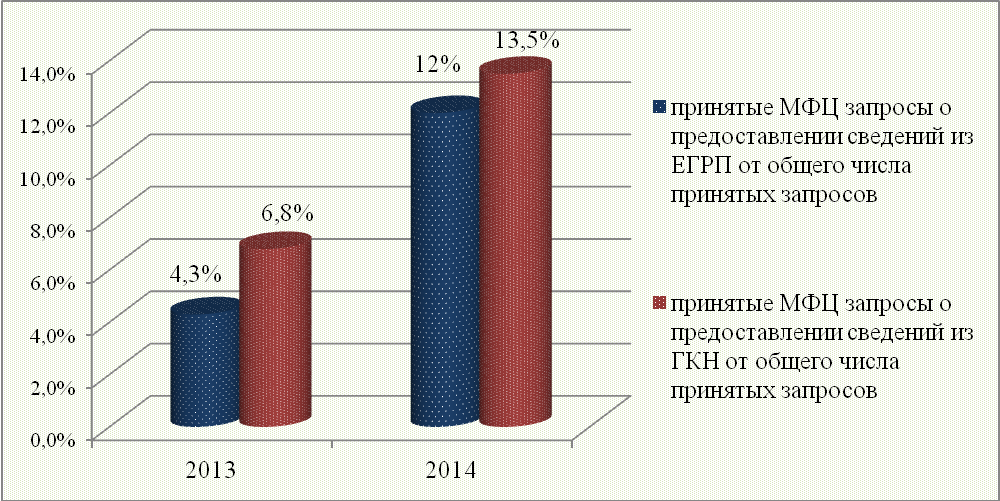 13,5%
12%
14,0%
12,0%
10,0%
8,0%
6,0%
4,0%
2,0%
0,0%
6,8%
4,3%
2013
2014
принятые МФЦ запросы о
предоставлении сведений из
ЕГРП от общего числа
принятых запросов
принятые МФЦ запросы о
предоставлении сведений из
ГКН от общего числа
принятых запросов